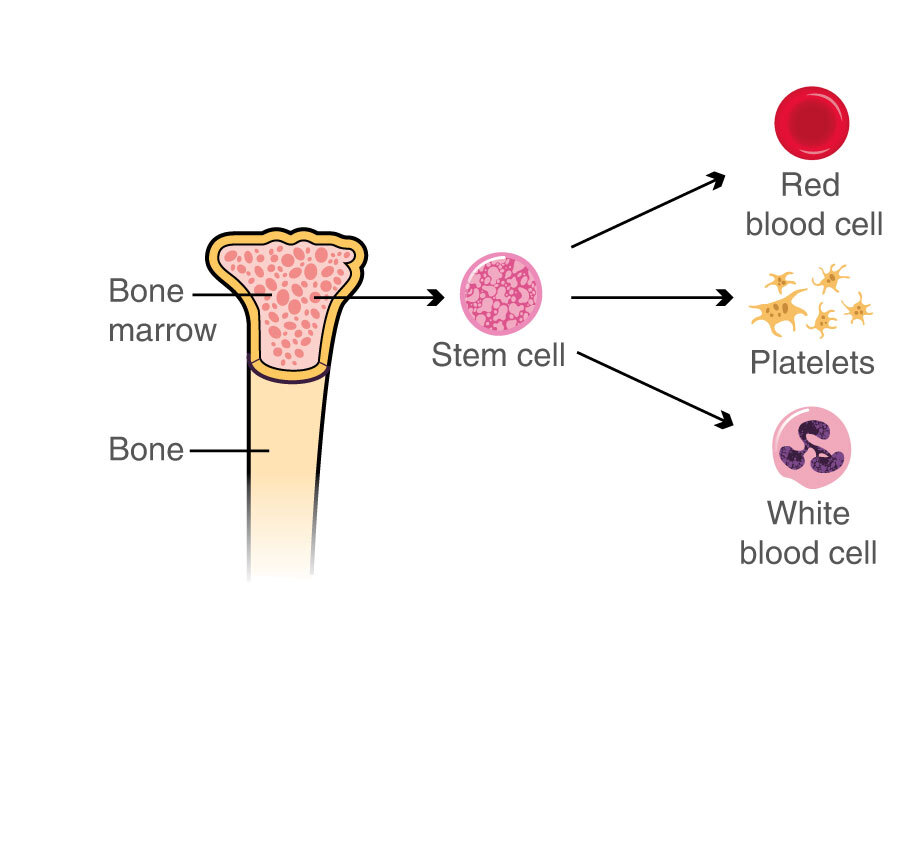 Red
blood cell
Bone
marrow
Stem cell
Platelets
Bone
White
blood cell